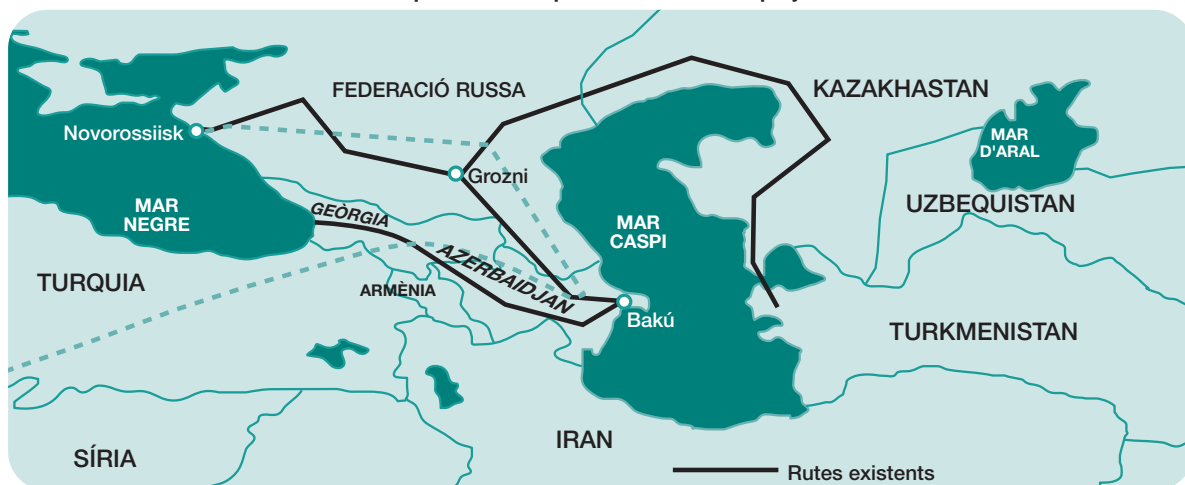 FEDERACIÓ RUSSA
KAZAKHASTAN
Novorossiisk
MAR
D'ARAL
Grozni
UZBEQUISTAN
MAR
NEGRE
GEÒRGIA
MAR
CASPI
TURQUIA
AZERBAIDJAN
ARMÈNIA
Bakú
TURKMENISTAN
IRAN
SÍRIA
Rutes existents